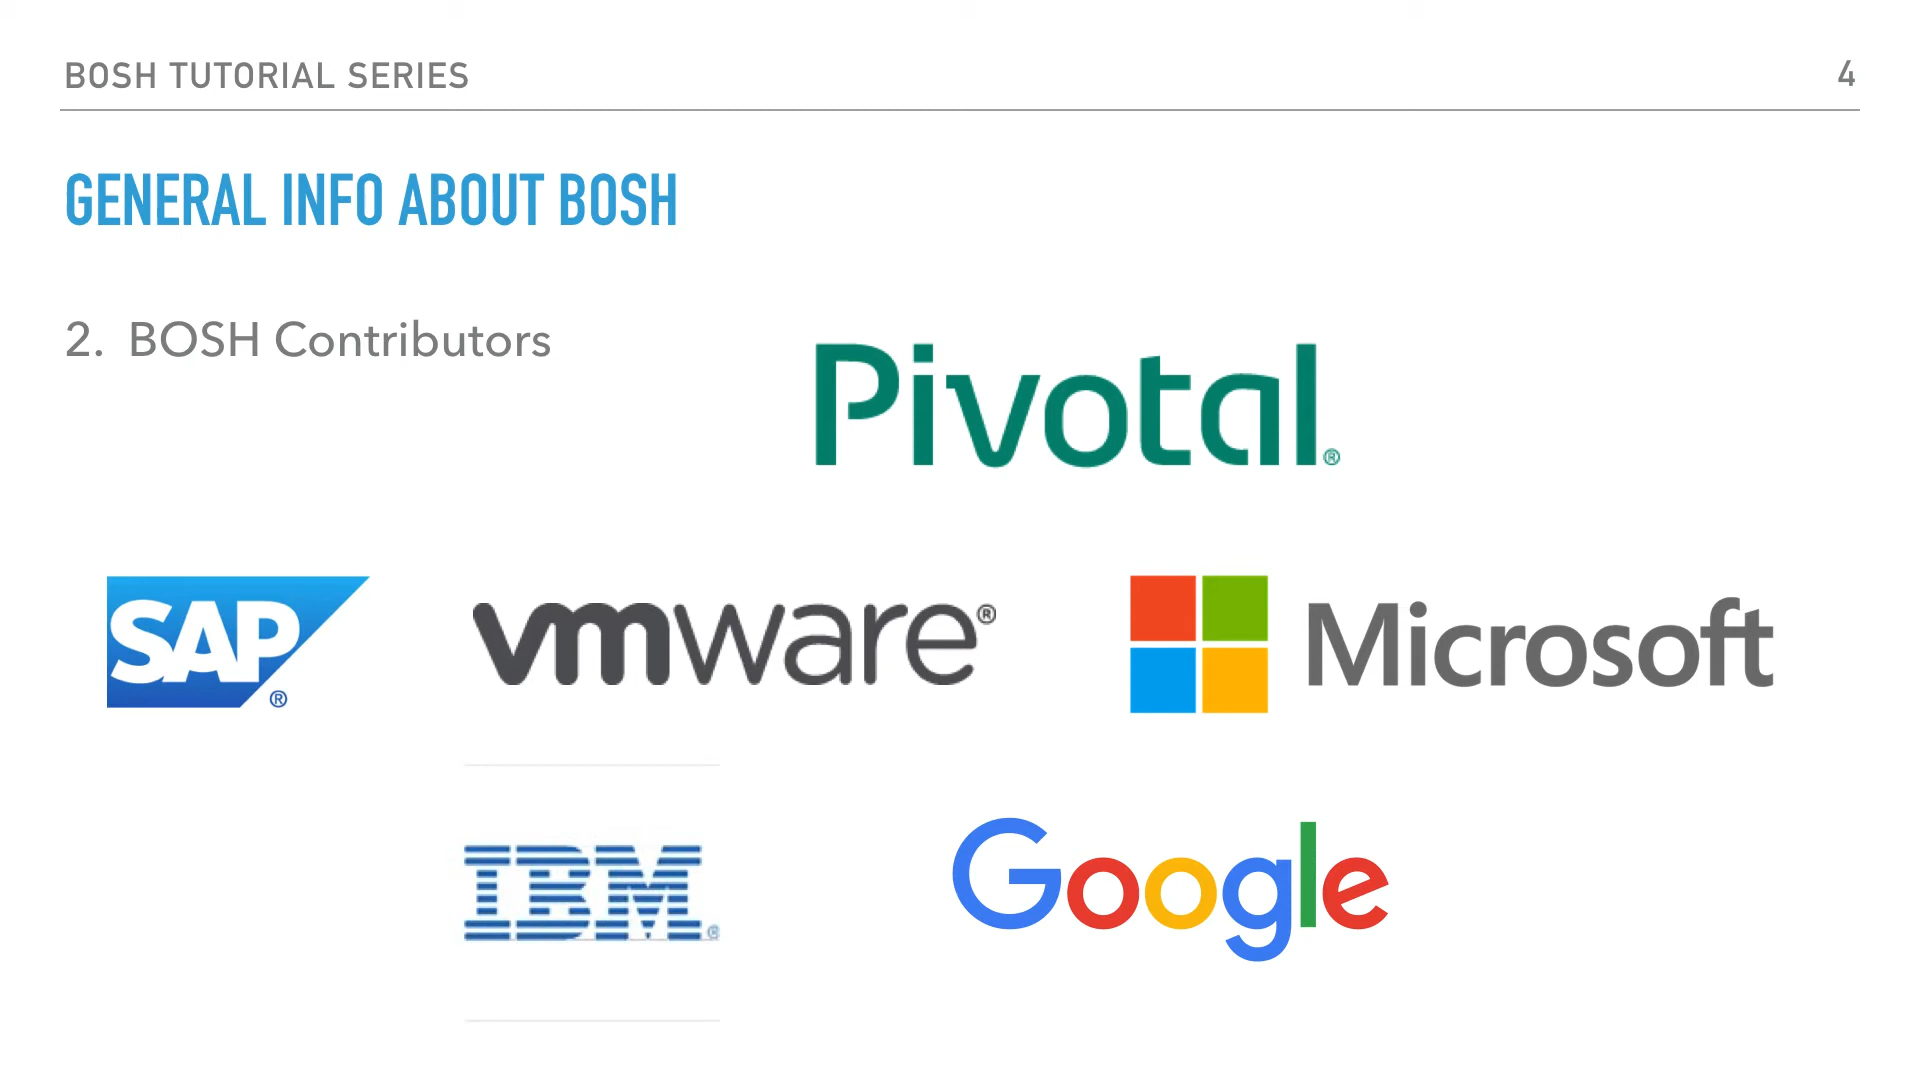 BOSH TUTORIAL SERIES
4
GENERAL INFO ABOUT BOSH
2. BOSH Contributors
Pivotal®
SAP®
vmware®
Microsoft
IBM®
Google